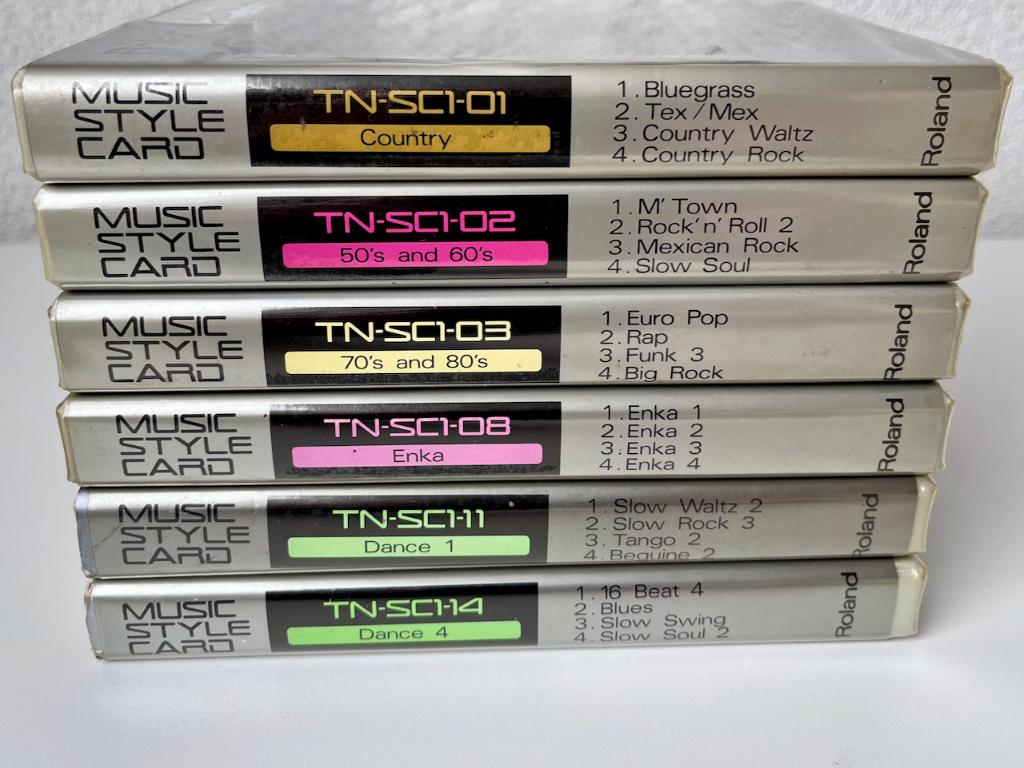 MUSIC
STYLE
CARD
TN-SC1-01
Country
1. Bluegrass
2. Tex/Mex
3. Country Waltz
4. Country Rock
Roland
MUSIC
STYLE
CARD
TN-SC1-02
50's and 60's
1. M' Town
2. Rock'n'Roll 2
3. Mexican Rock
4. Slow Soul
Roland
MUSIC
STYLE
CARD
TN-SC1-03
70's and 80's
1. Euro Pop
2. Rap
3. Funk 3
4. Big Rock
Roland
MUSIC
STYLE
CARD
TN-SC1-08
Enka
1. Enka 1
2. Enka 2
3. Enka 3
4. Enka 4
Roland
MUSIC
STYLE
CARD
TN-SC1-11
Dance 1
1. Slow Waltz 2
2. Slow Rock 3
3. Tango 2
4. Beguine 2
Roland
MUSIC
STYLE
CARD
TN-SC1-14
Dance 4
1. 16 Beat 4
2. Blues
3. Slow Swing
4. Slow Soul 2
Roland